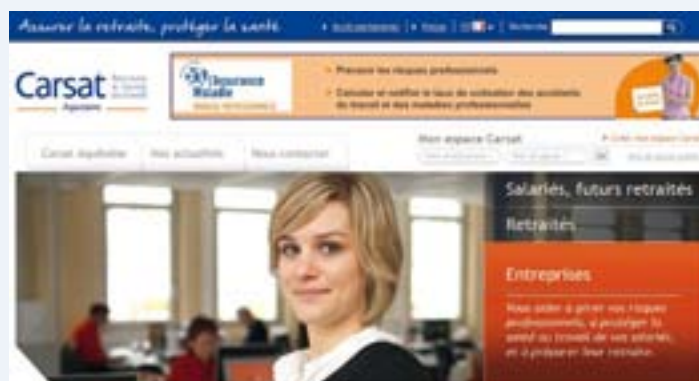 Assurer la retraite, protéger la santé
Recherche
Carsat
Aquitaine
l'Assurance
Maladie
RISQUES PROFESSIONNELS
Prévenir les risques professionnels
Calculer et notifier le taux de cotisation des accidents
du travail et des maladies professionnelles
Mon espace Carsat
Carsat Aquitaine
Nos actualités
Nous contacter
Salariés, futurs retraités
Retraités
Entreprises
Vous aider à gérer vos risques
professionnels, à protéger la
santé au travail de vos salariés,
et à préparer leur retraite.